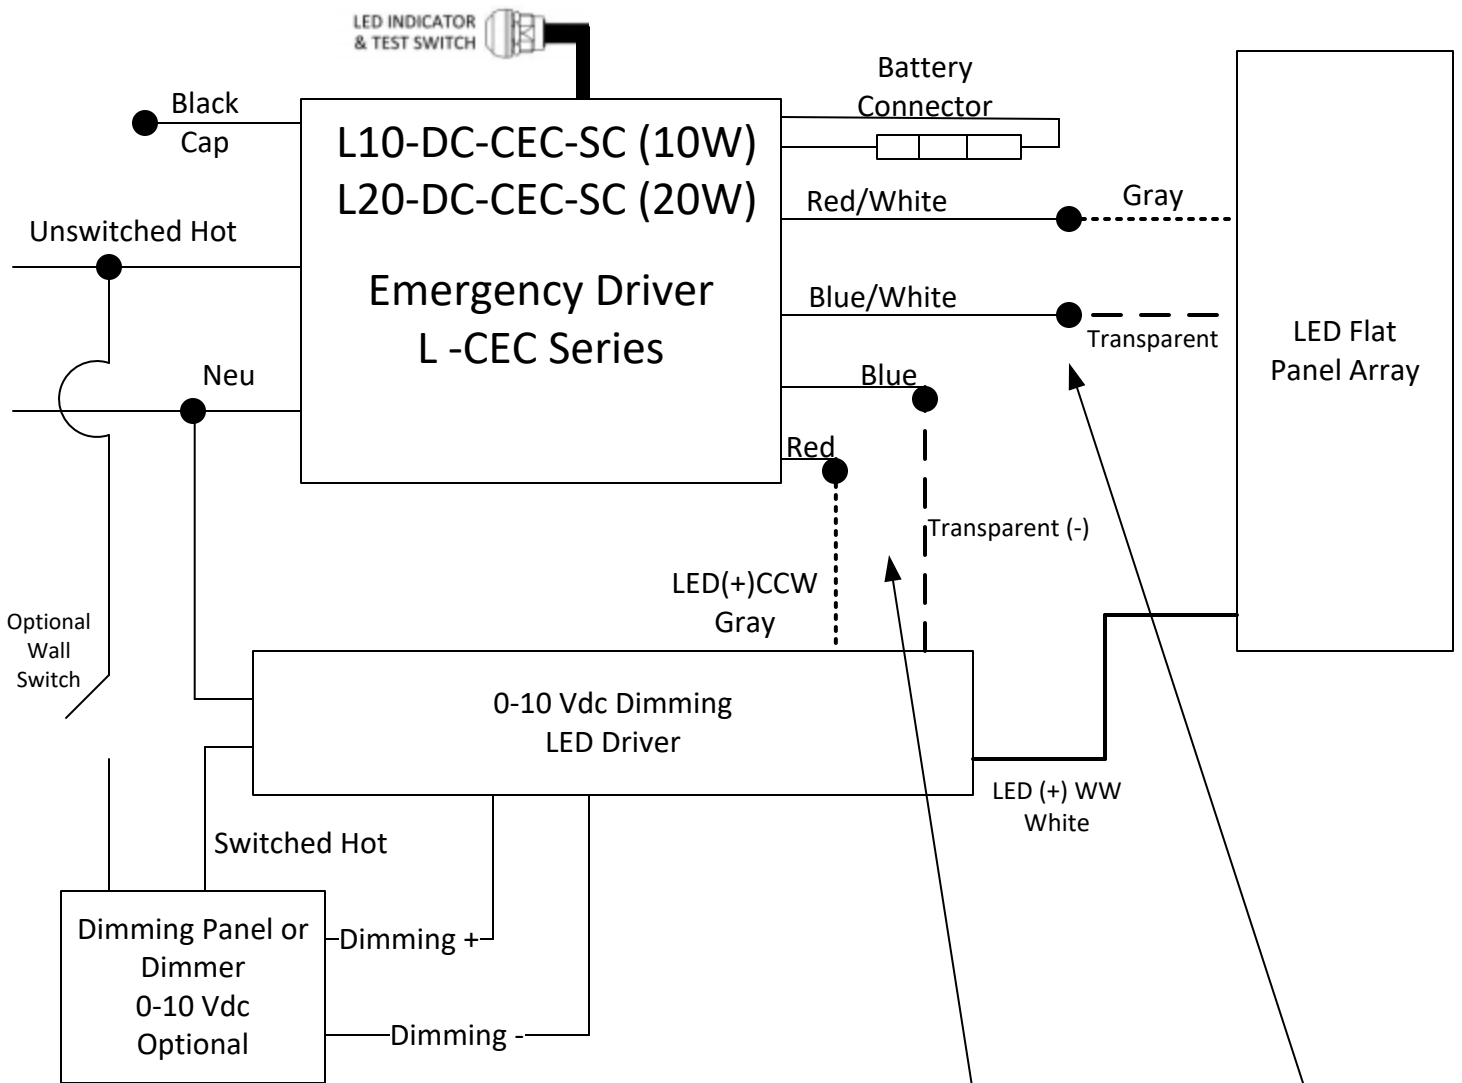 LED INDICATOR
& TEST SWITCH
Battery
Connector
Black
Cap
L10-DC-CEC-SC (10W)
L20-DC-CEC-SC (20W)
Emergency Driver
L -CEC Series
Red/White
Gray
Unswitched Hot
Blue/White
Transparent
LED Flat
Panel Array
Neu
Blue
Red
Transparent (-)
LED(+)CCW
Gray
Optional
Wall
Switch
0-10 Vdc Dimming
LED Driver
LED (+) WW
White
Switched Hot
Dimming Panel or
Dimmer
0-10 Vdc
Optional
Dimming +
Dimming -